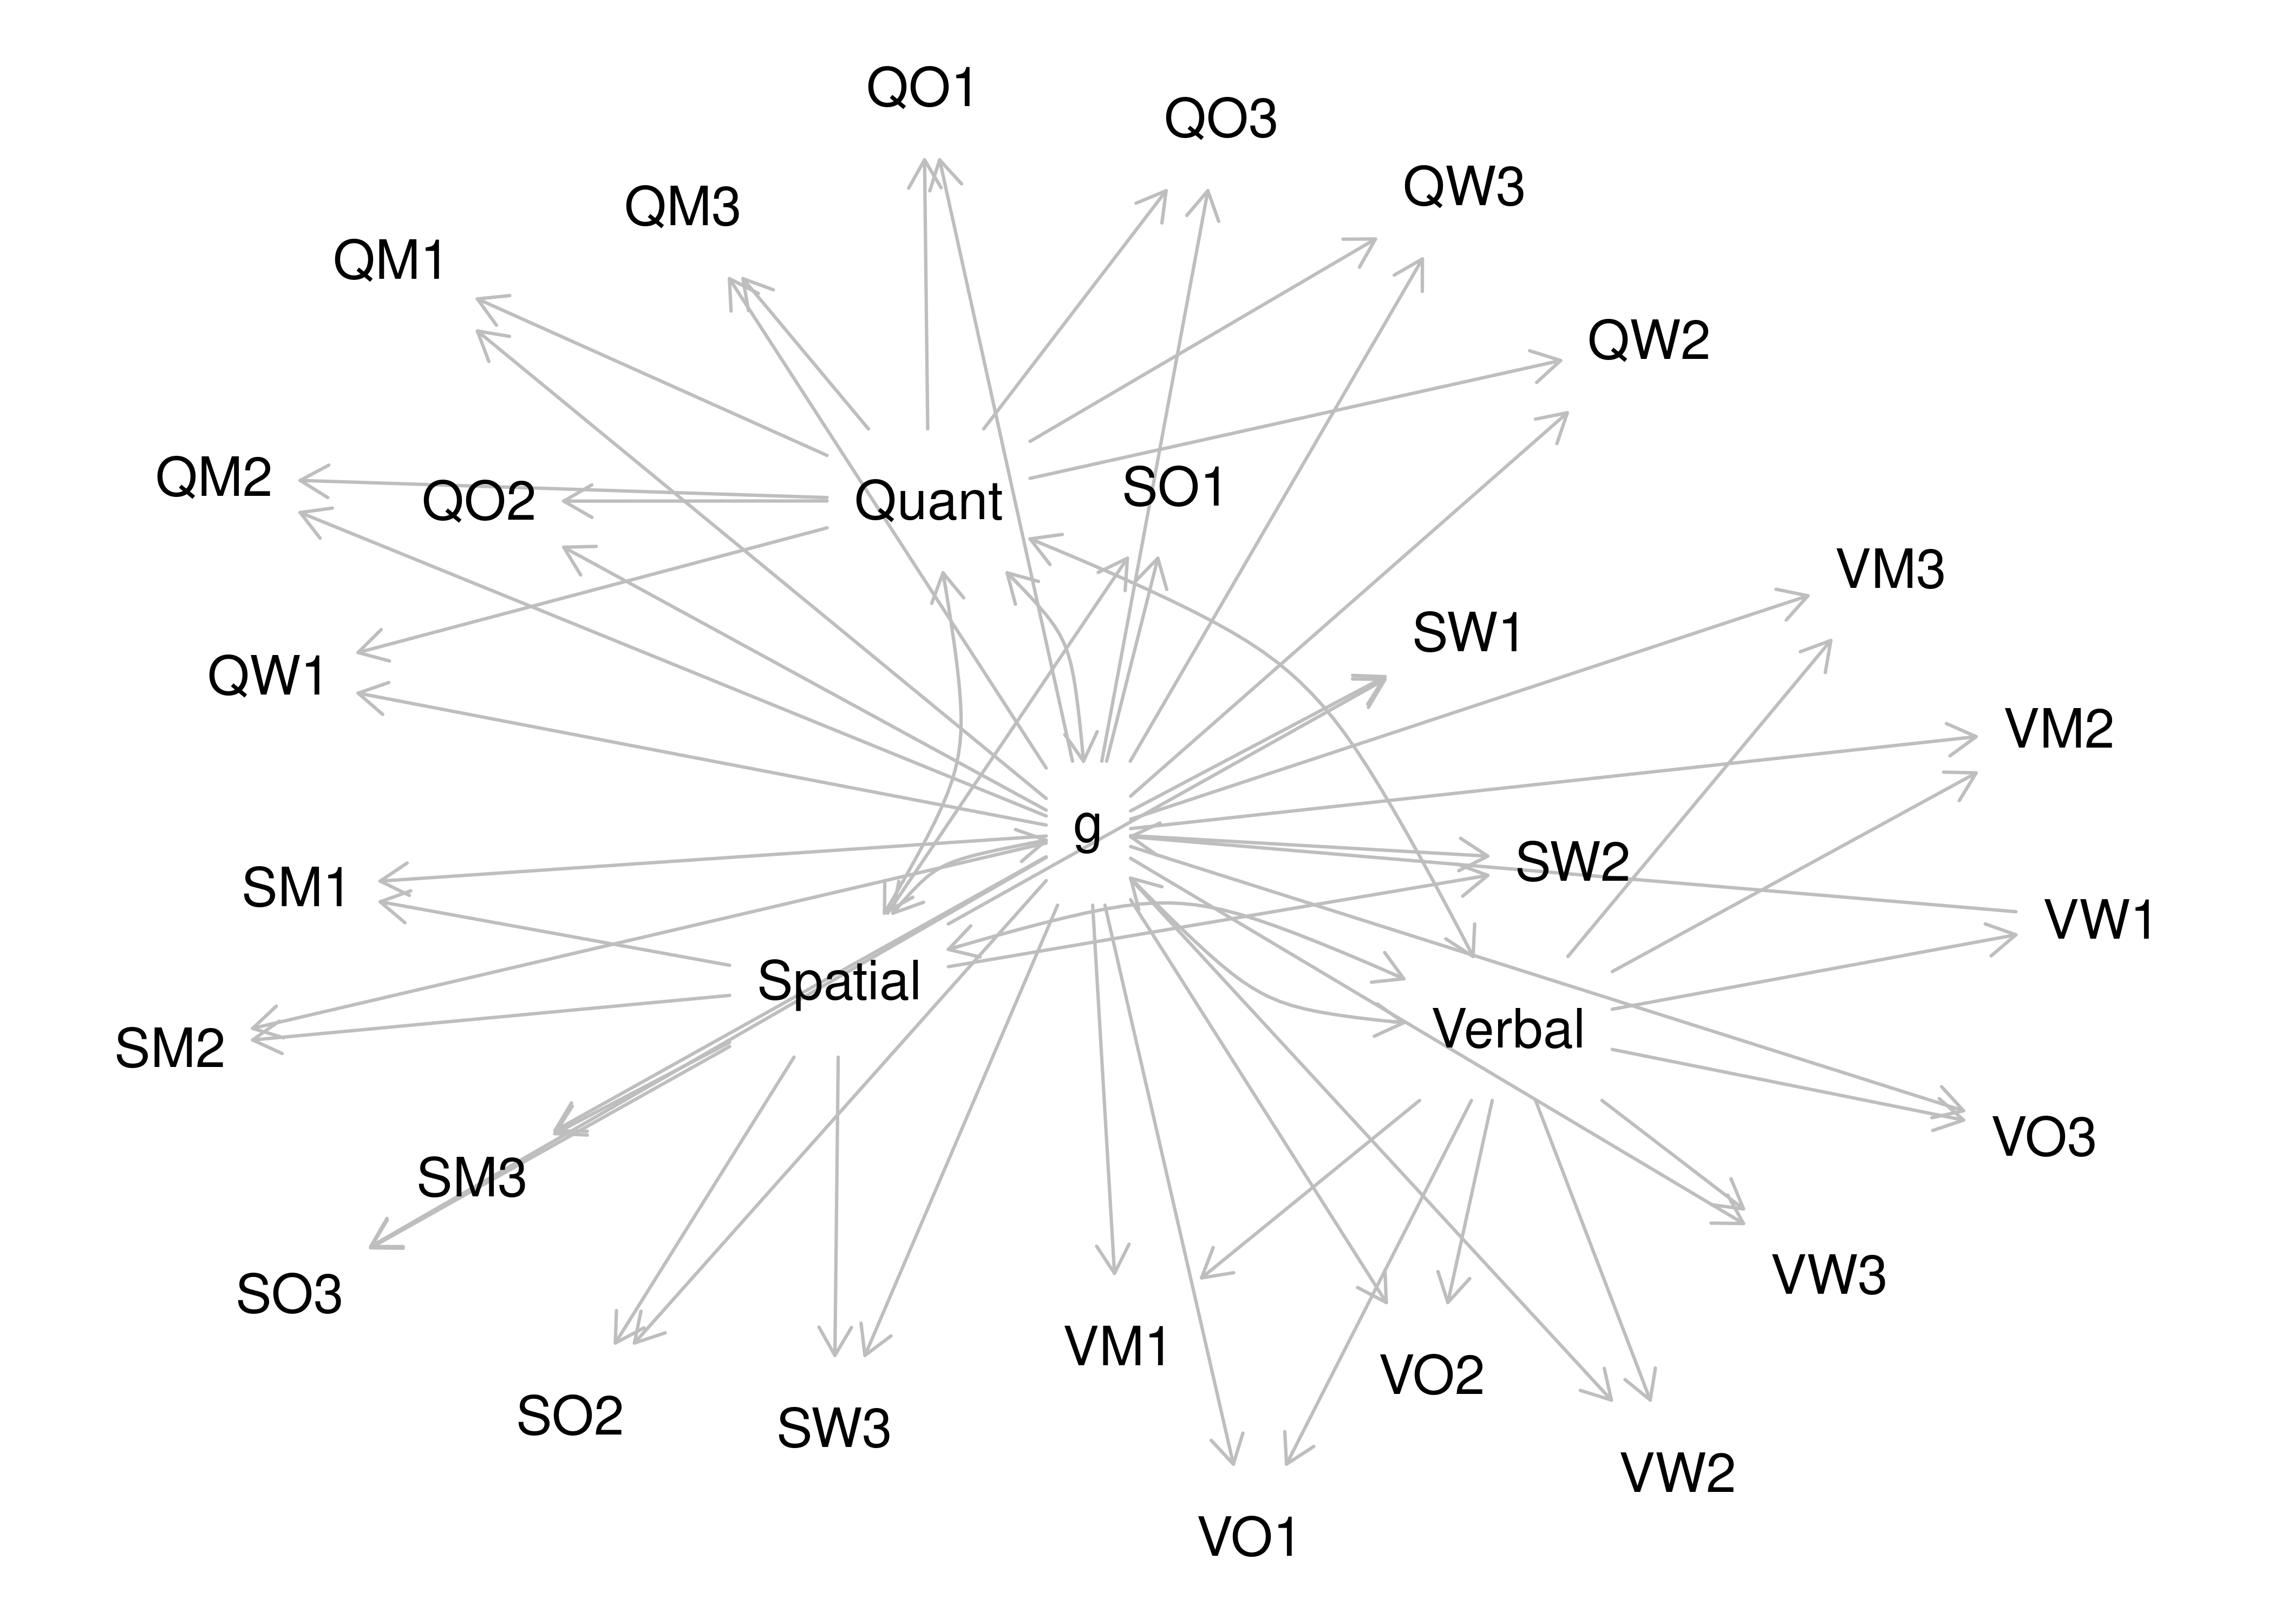 QO1
QO3
QW3
QM3
QM1
QW2
QM2
QO2
Quant
SO1
VM3
SW1
QW1
VM2
g
SW2
SM1
VW1
Spatial
Verbal
SM2
VO3
SM3
VW3
SO3
VM1
VO2
SO2
SW3
VW2
VO1